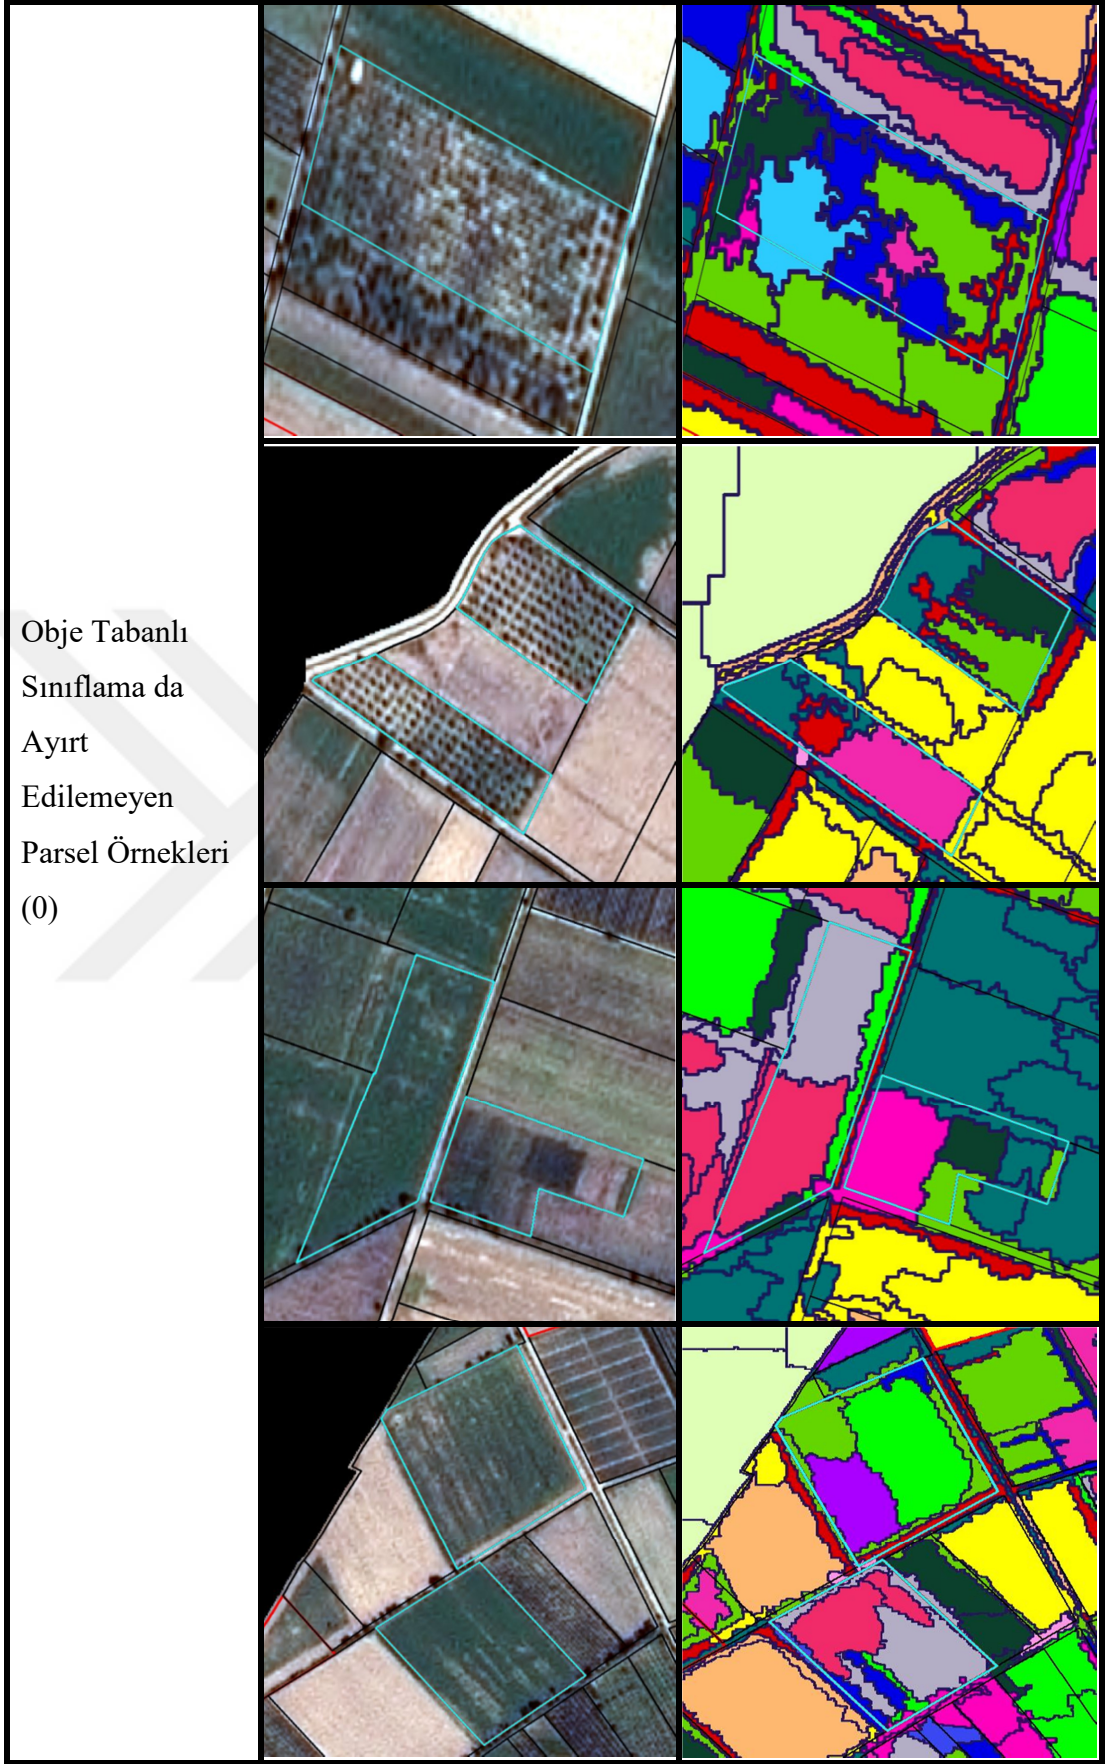 Obje Tabanlı
Sınıflama da
Ayırt
Edilemeyen
Parsel Örnekleri
(0)